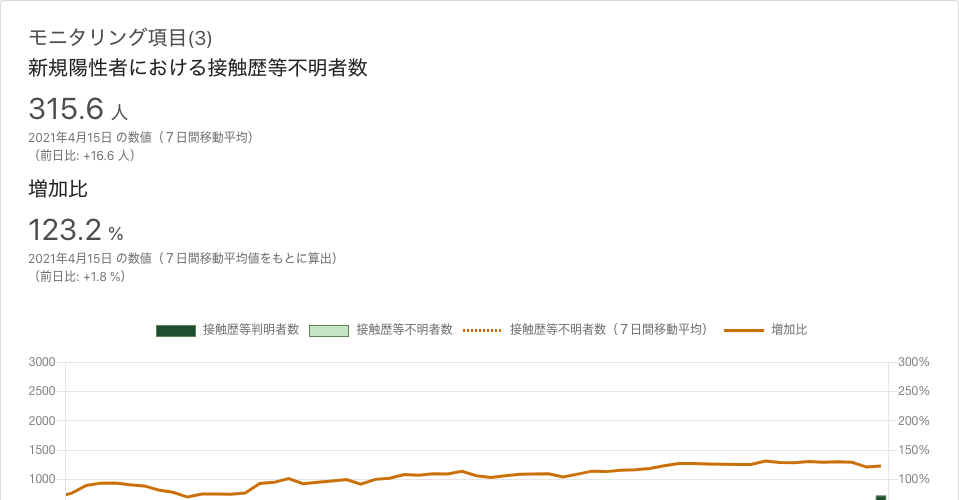 モニタリング項目(3)
新規陽性者における接触歴等不明者数
315.6 人
2021年4月15日 の数値（７日間移動平均）
（前日比: +16.6 人）
増加比
123.2 %
2021年4月15日 の数値（７日間移動平均値をもとに算出）
（前日比: +1.8 %）
接触歴等判明者数 接触歴等不明者数 接触歴等不明者数（７日間移動平均） 増加比
3000 300%
2500 250%
2000 200%
1500 150%
1000 100%